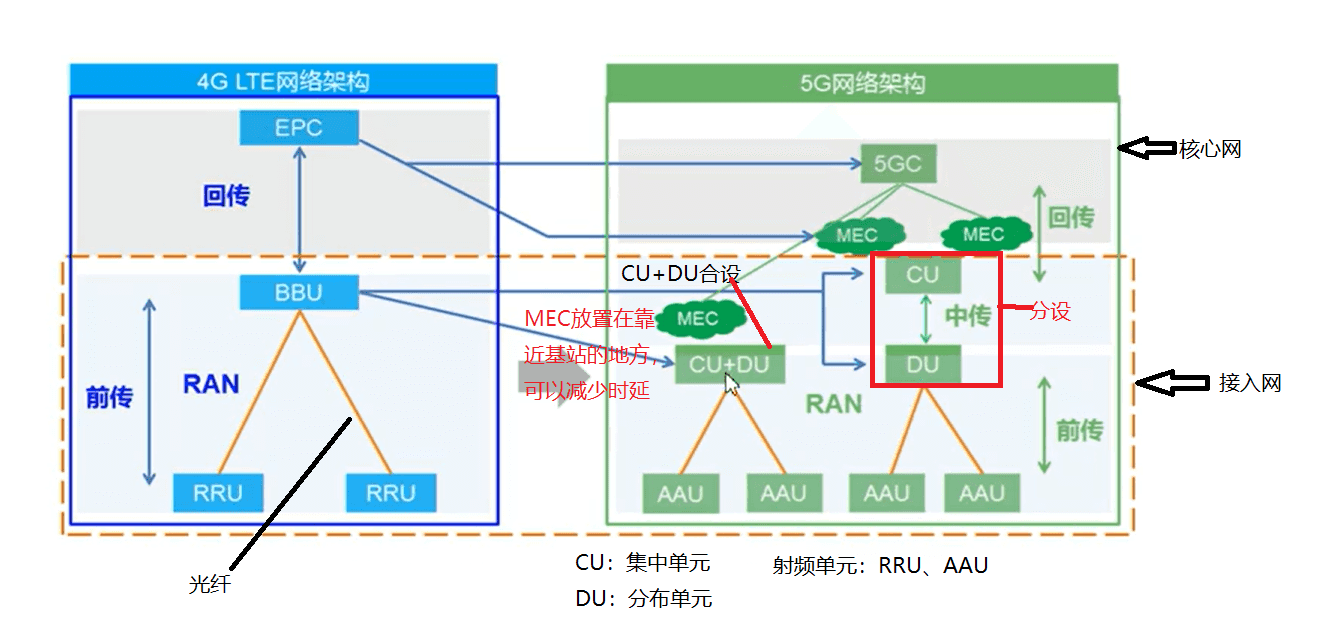 4G LTE网络架构
5G网络架构
EPC
核心网
5GC
回传
回传
MEC
MEC
CU+DU合设
CU
BBU
MEC放置在靠
近基站的地方，
可以减少时延
MEC
中传
分设
CU+DU
DU
RAN
前传
接入网
RAN
前传
RRU
RRU
AAU
AAU
AAU
AAU
光纤
CU：集中单元
射频单元：RRU、AAU
DU：分布单元